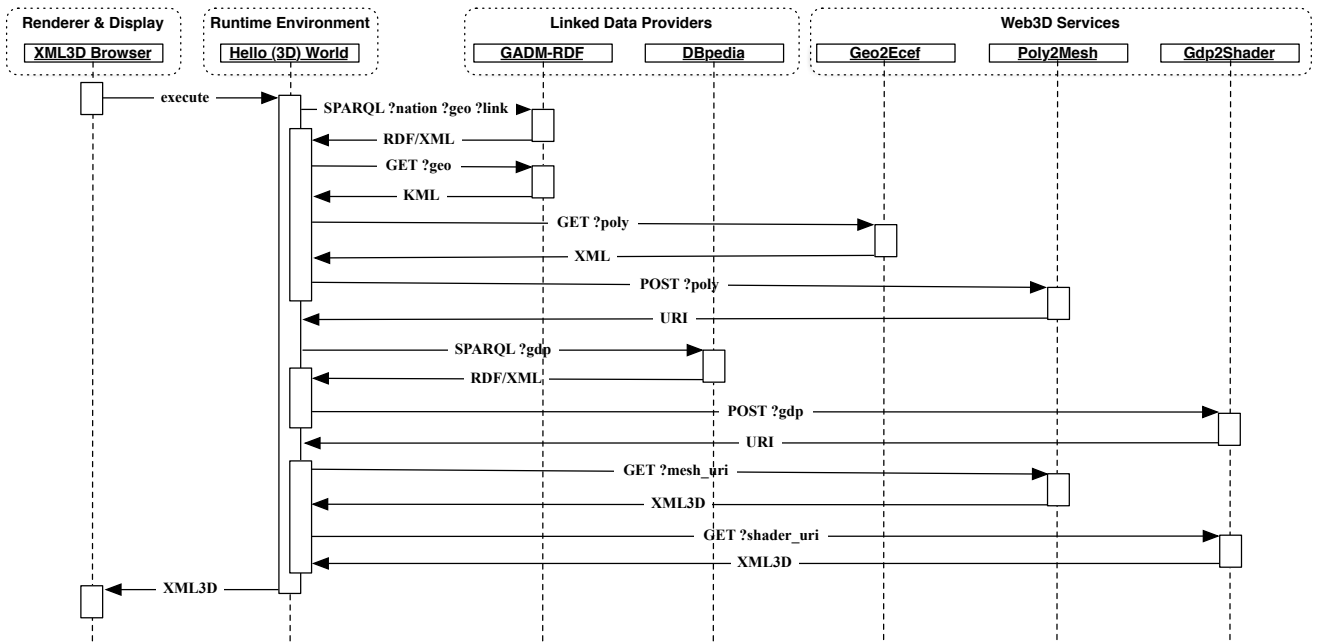 Renderer & Display
Runtime Environment
Linked Data Providers
Web3D Services
XML3D Browser
Hello (3D) World
GADM-RDF
DBpedia
Geo2Ecef
Poly2Mesh
Gdp2Shader
execute
SPARQL ?nation ?geo ?link
RDF/XML
GET ?geo
KML
GET ?poly
XML
POST ?poly
URI
SPARQL ?gdp
RDF/XML
POST ?gdp
URI
GET ?mesh_uri
XML3D
GET ?shader_uri
XML3D
XML3D